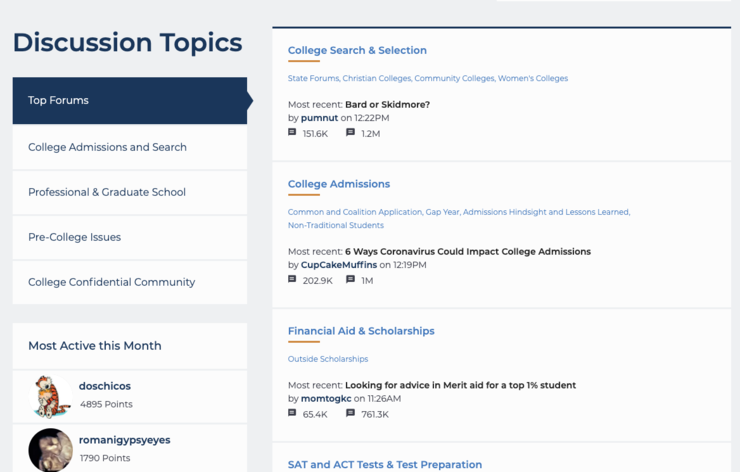 Discussion Topics
Top Forums
College Admissions and Search
Professional & Graduate School
Pre-College Issues
College Confidential Community
Most Active this Month
doschicos
4895 Points
romanigypsyeyes
1790 Points
College Search & Selection
State Forums, Christian Colleges, Community Colleges, Women's Colleges
Most recent: Bard or Skidmore?
by pumnut on 12:22PM
151.6K 1.2M
College Admissions
Common and Coalition Application, Gap Year, Admissions Hindsight and Lessons Learned,
Non-Traditional Students
Most recent: 6 Ways Coronavirus Could Impact College Admissions
by CupCakeMuffins on 12:19PM
202.9K 1M
Financial Aid & Scholarships
Outside Scholarships
Most recent: Looking for advice in Merit aid for a top 1% student
by momtogkc on 11:26AM
65.4K 761.3K
SAT and ACT Tests & Test Preparation